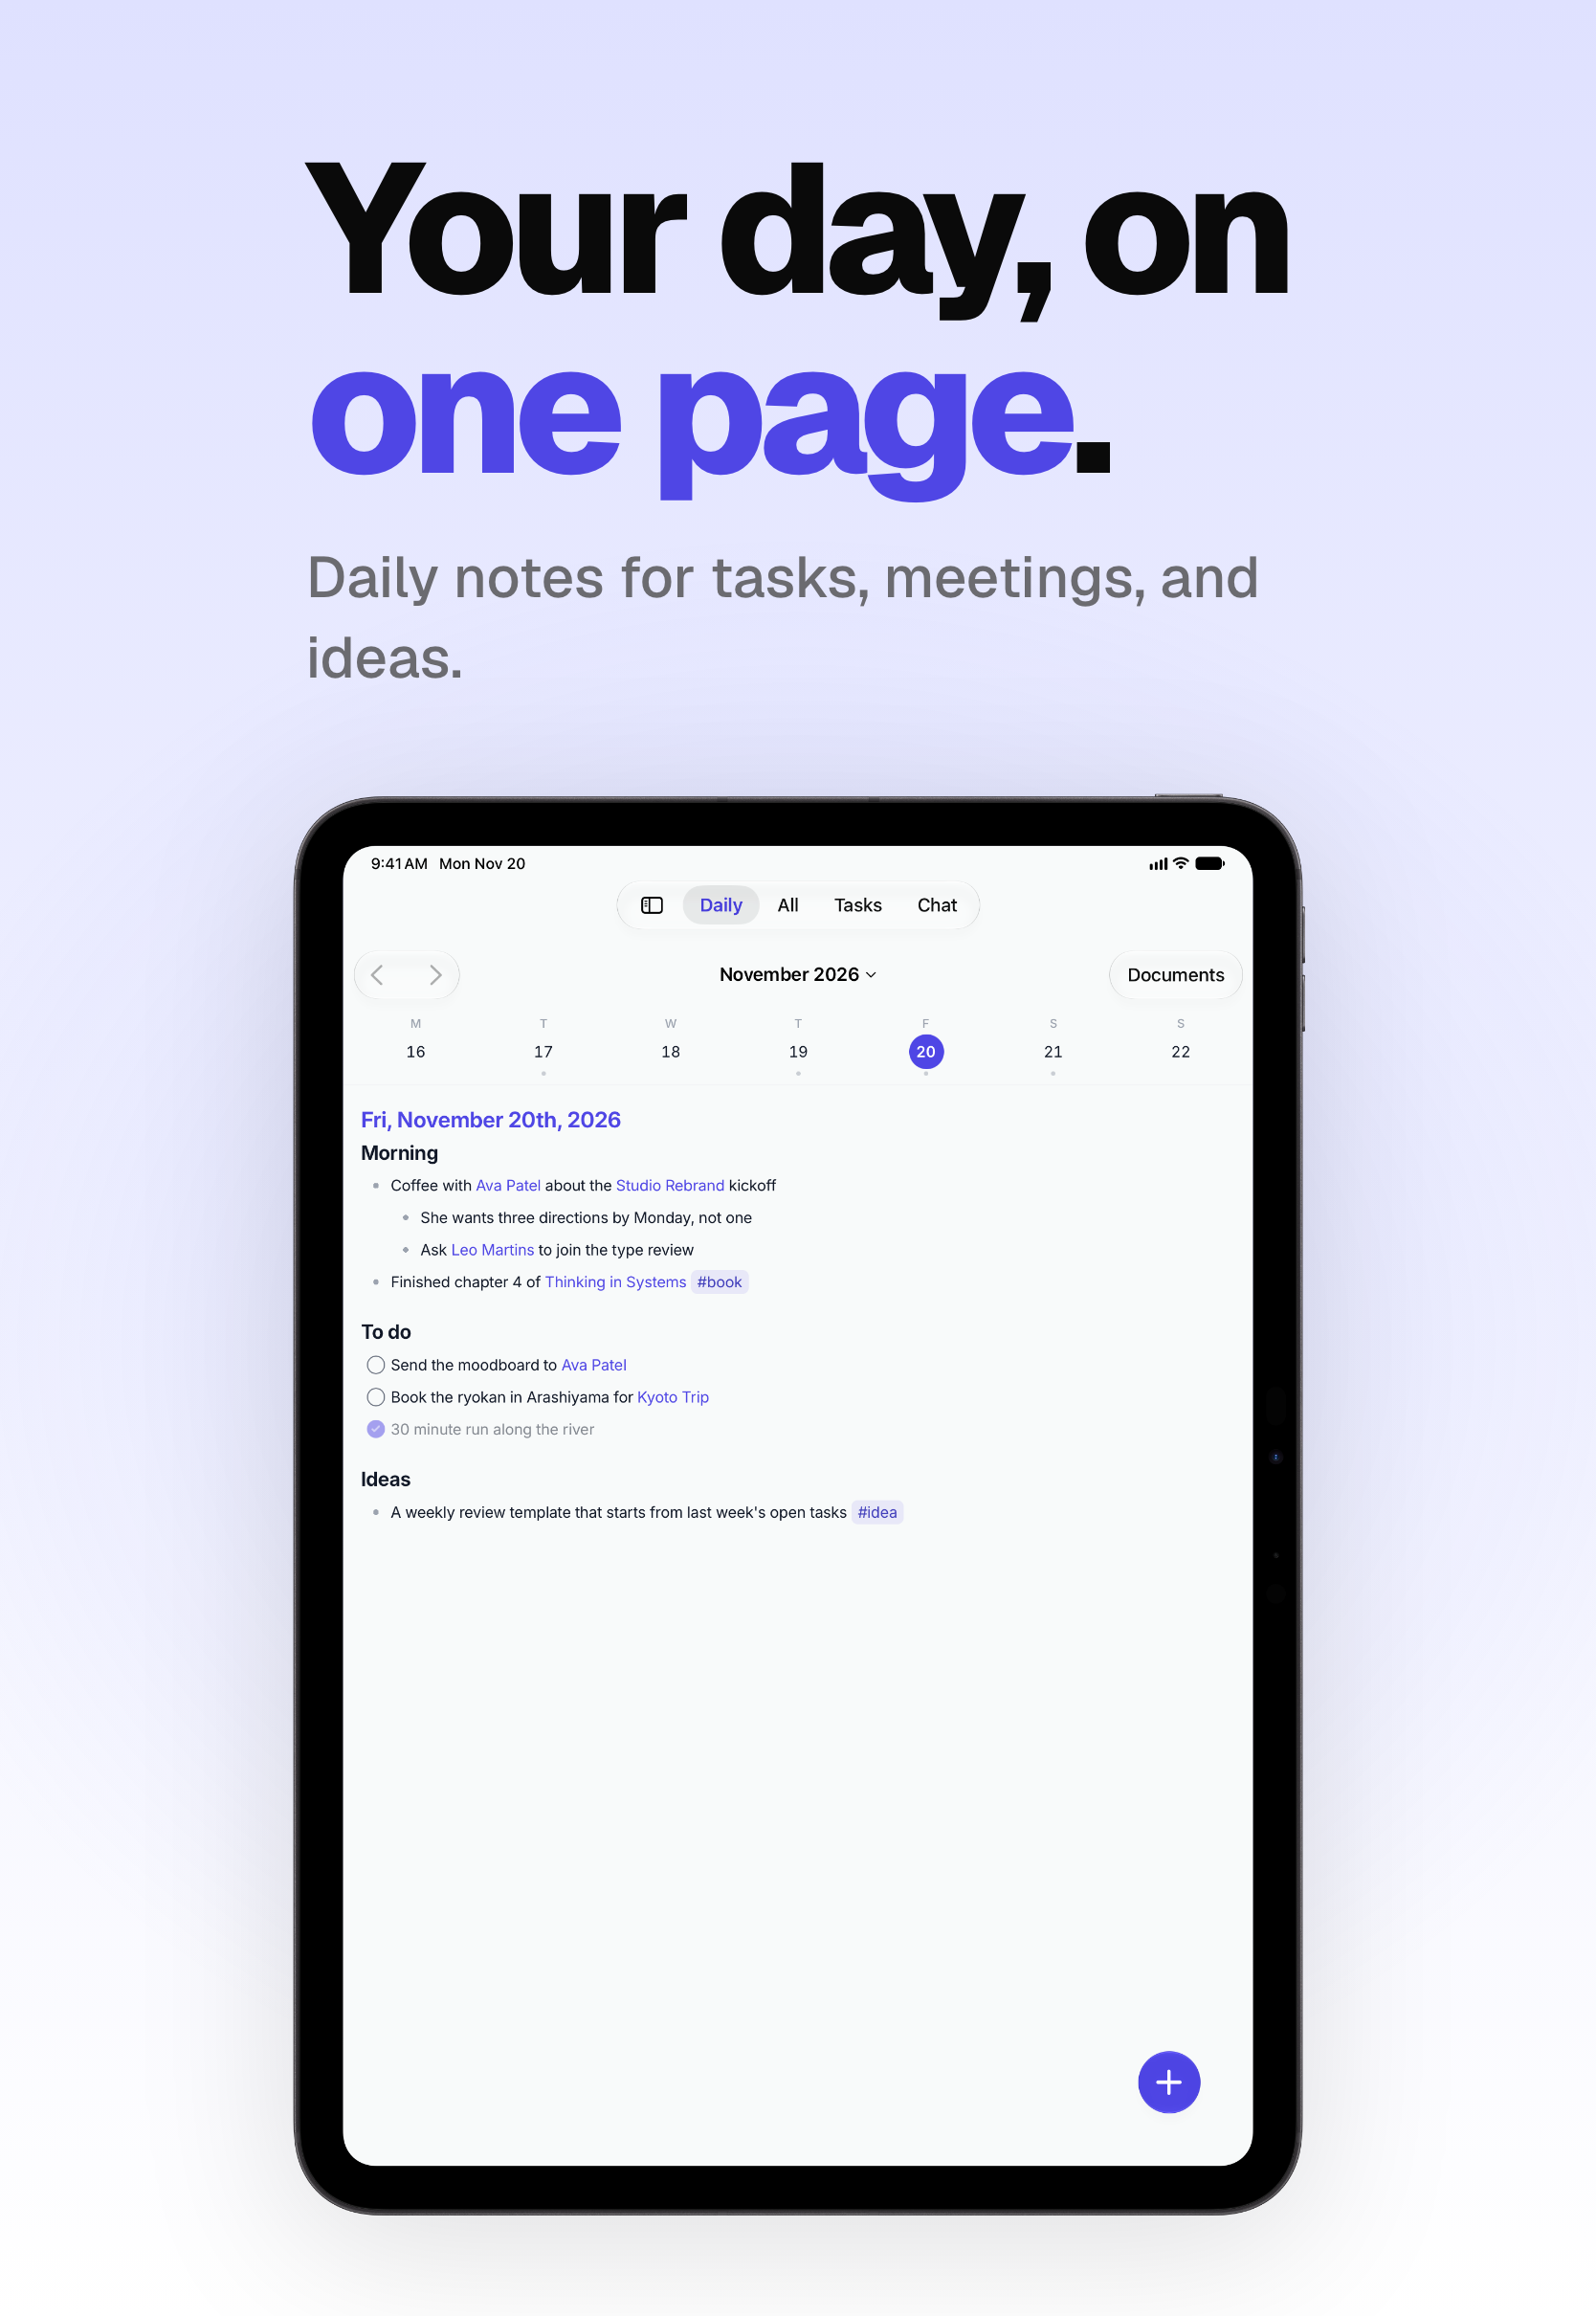 Your day, on
one page.
Daily notes for tasks, meetings, and
ideas.
9:41 AM Mon Nov 20
Daily All Tasks Chat
November 2026
Documents
M T W T F S S
16 17 18 19 20 21 22
Fri, November 20th, 2026
Morning
Coffee with Ava Patel about the Studio Rebrand kickoff
She wants three directions by Monday, not one
Ask Leo Martins to join the type review
Finished chapter 4 of Thinking in Systems #book
To do
Send the moodboard to Ava Patel
Book the ryokan in Arashiyama for Kyoto Trip
30 minute run along the river
Ideas
A weekly review template that starts from last week's open tasks #idea